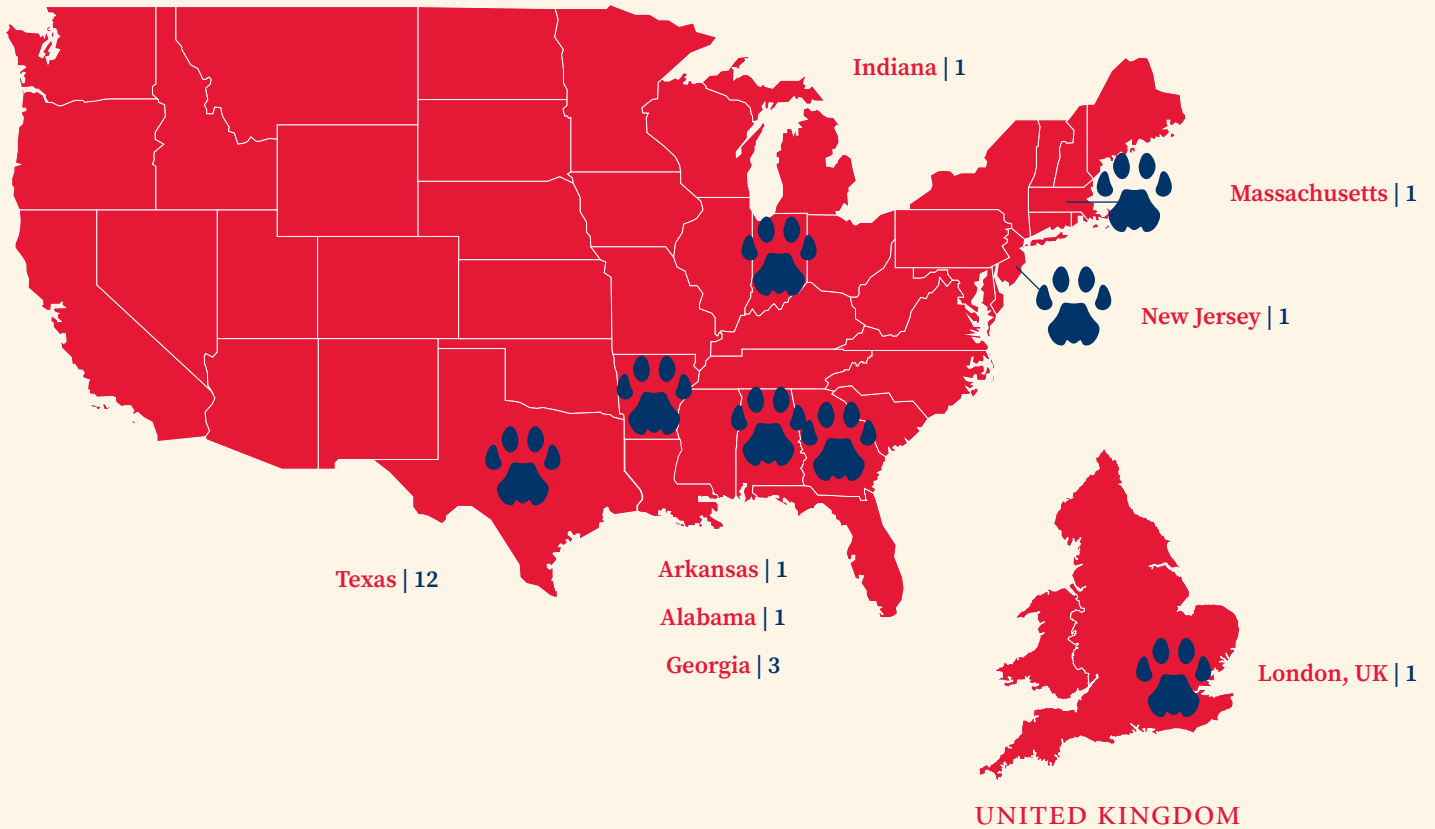 Indiana | 1
Massachusetts | 1
New Jersey | 1
Texas | 12
Arkansas | 1
Alabama | 1
Georgia | 3
London, UK | 1
UNITED KINGDOM